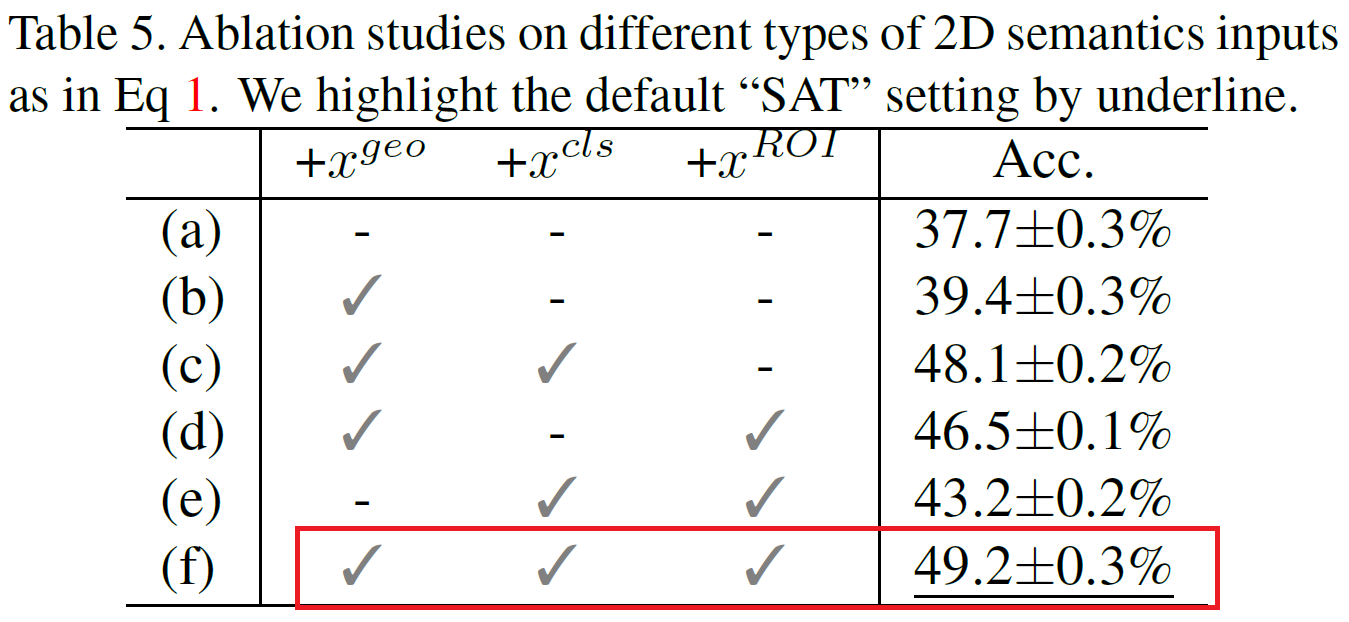 Table 5. Ablation studies on different types of 2D semantics inputs
as in Eq 1. We highlight the default “SAT” setting by underline.
+x^geo +x^cls +x^ROI Acc.
(a) - - - 37.7±0.3%
(b) ✓ - - 39.4±0.3%
(c) ✓ ✓ - 48.1±0.2%
(d) ✓ - ✓ 46.5±0.1%
(e) - ✓ ✓ 43.2±0.2%
(f) ✓ ✓ ✓ 49.2±0.3%